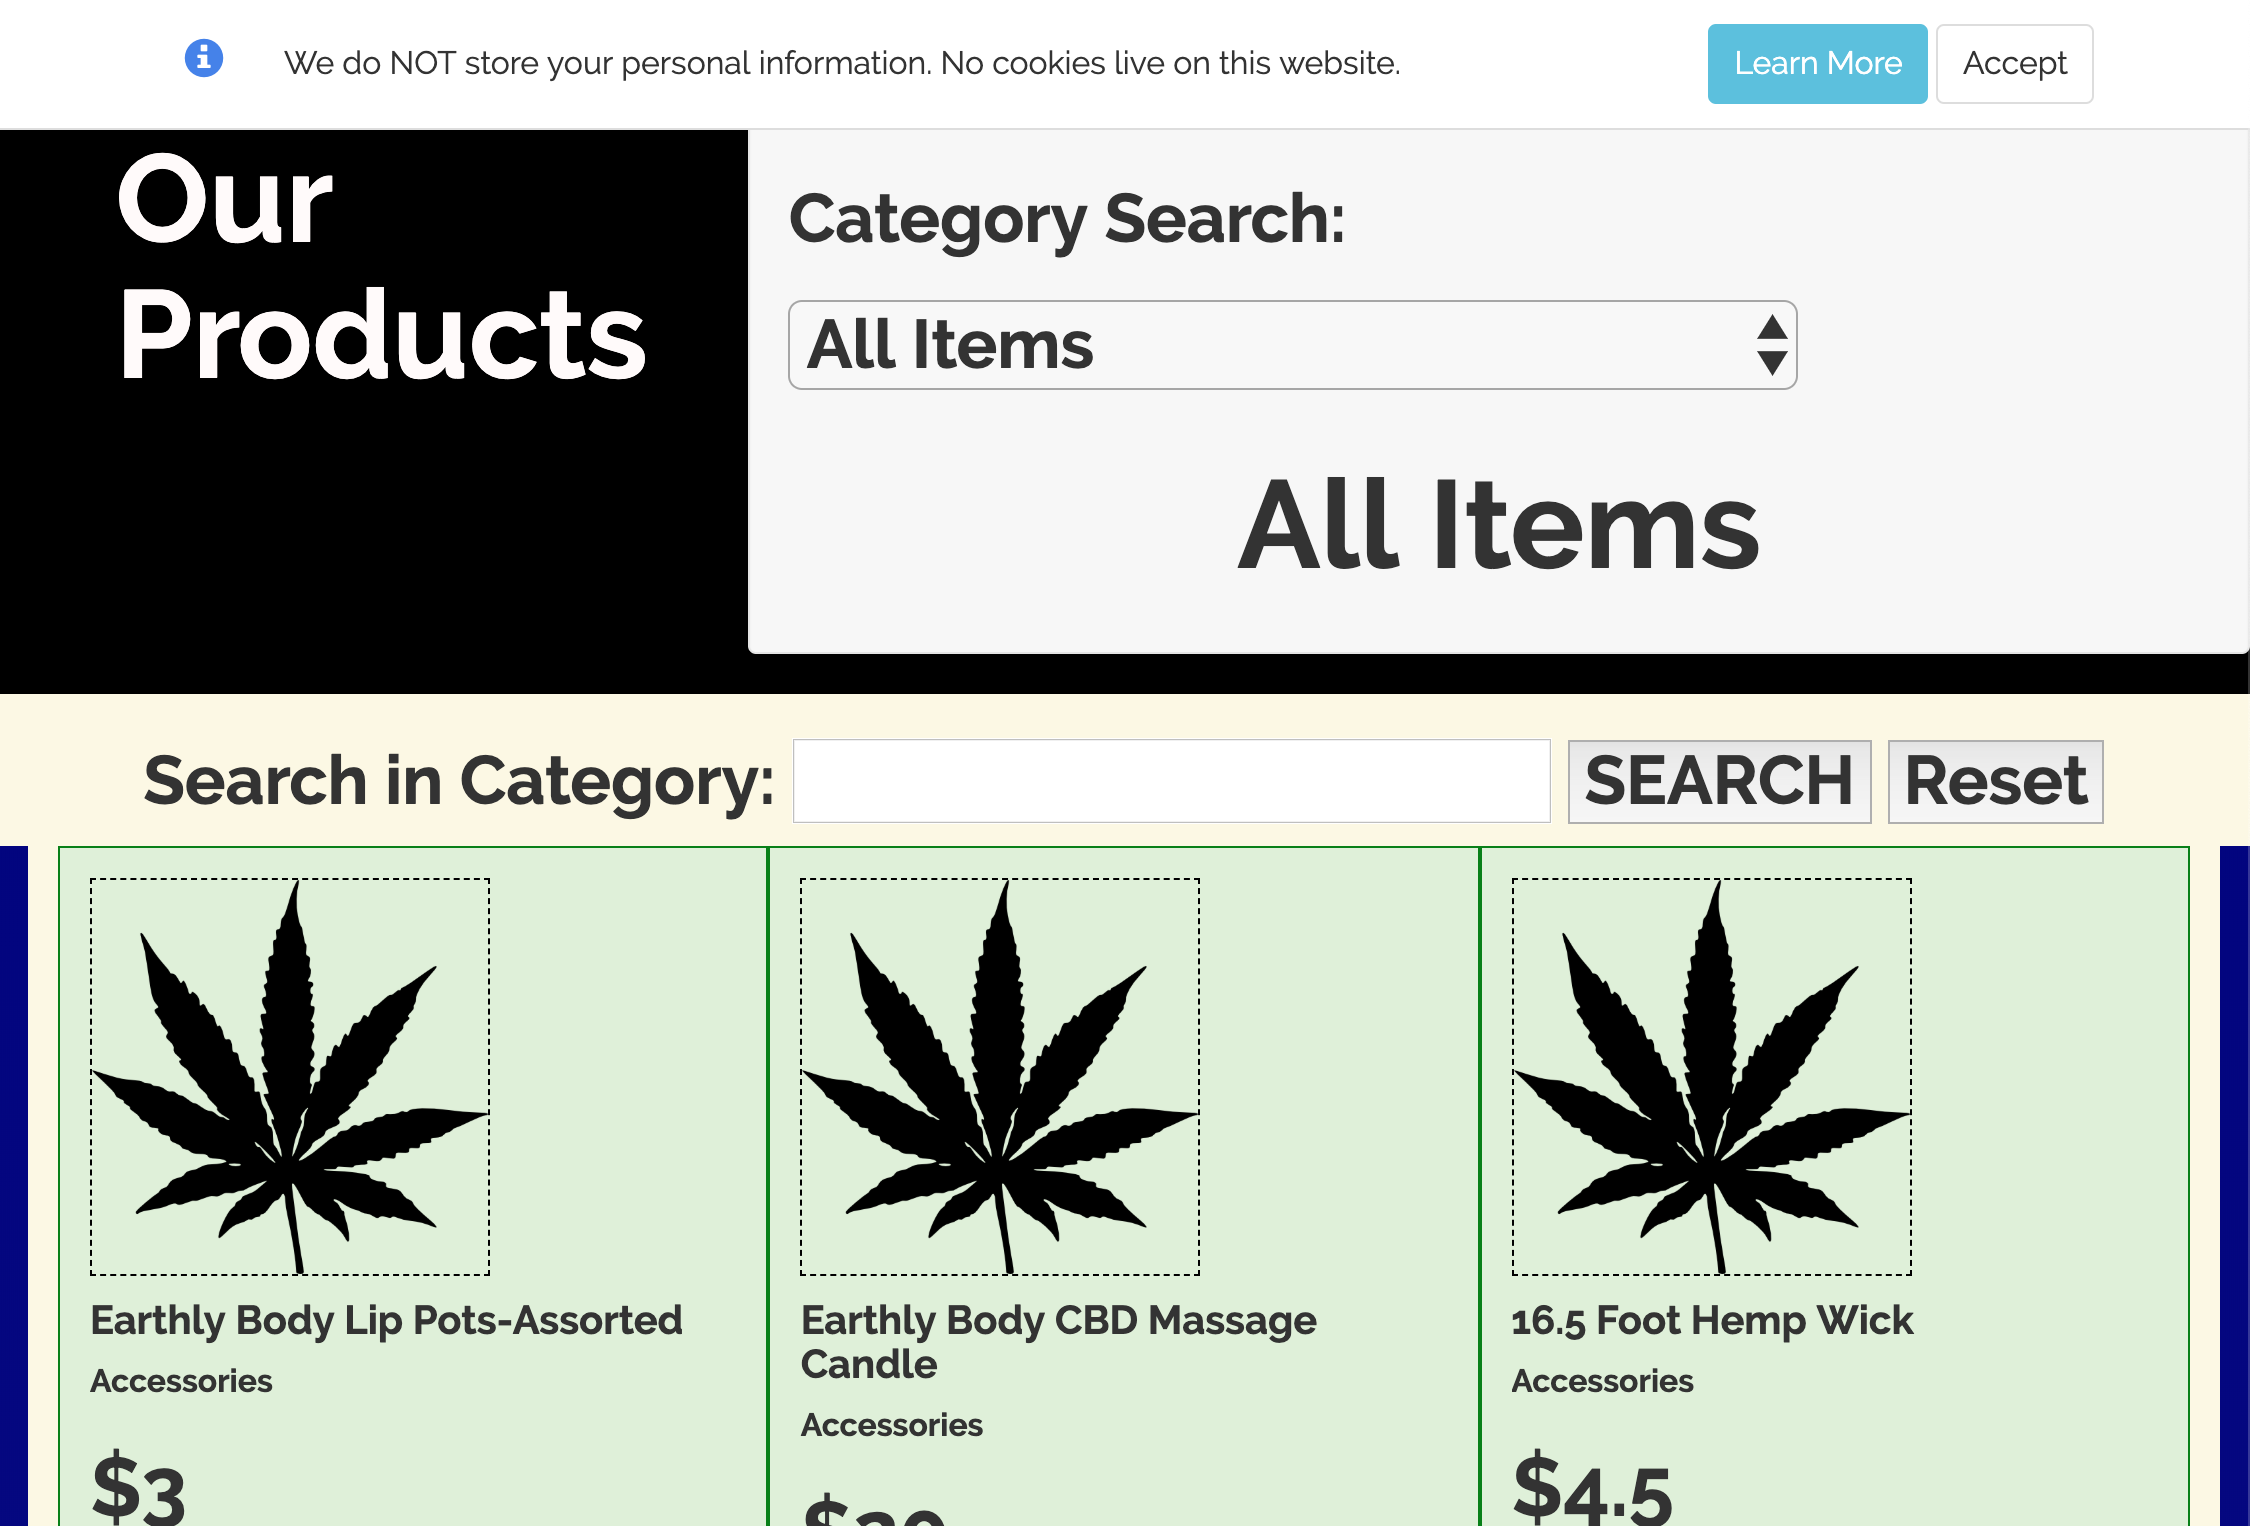 We do NOT store your personal information. No cookies live on this website.
Learn More
Accept
Our
Products
Category Search:
All Items
All Items
Search in Category:
SEARCH
Reset
Earthly Body Lip Pots-Assorted
Accessories
$3
Earthly Body CBD Massage
Candle
Accessories
16.5 Foot Hemp Wick
Accessories
$4.5